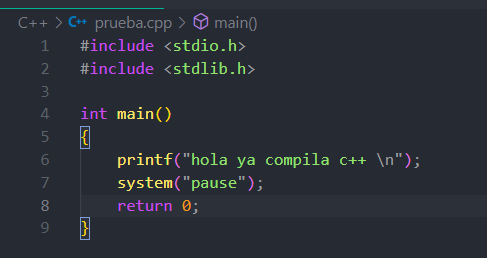 C++ > C++ prueba.cpp > main()
1 #include <stdio.h>
2 #include <stdlib.h>
3
4 int main()
5 {
6 printf("hola ya compila c++ \n");
7 system("pause");
8 return 0;
9 }